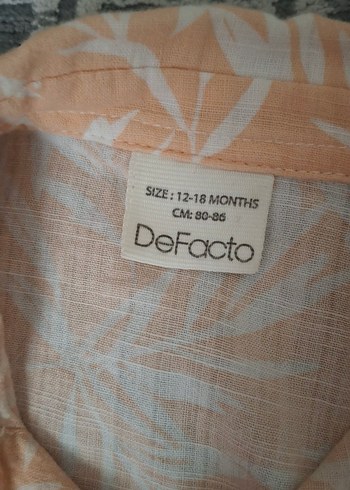 SIZE : 12-18 MONTHS
CM: 80-86
DeFacto